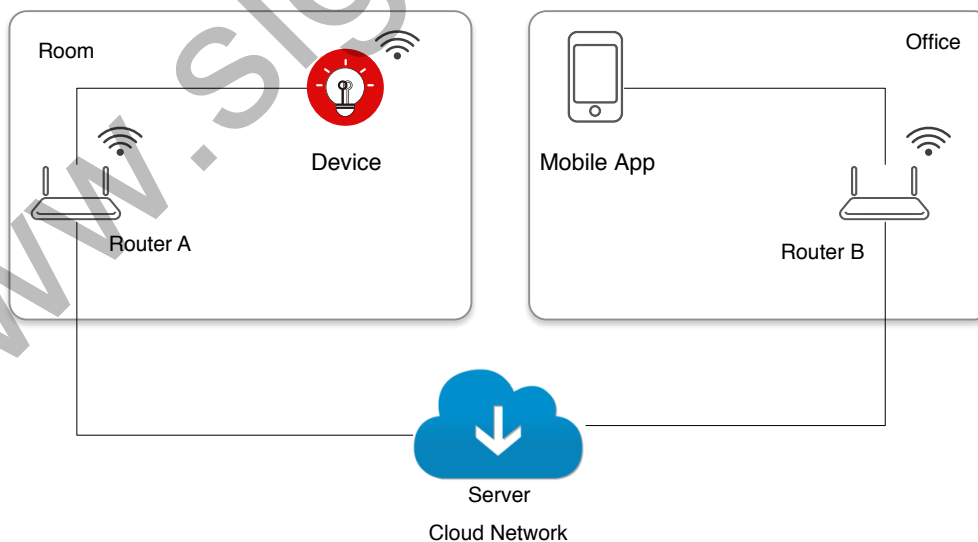 Room
Office
Device
Mobile App
Router A
Router B
Server
Cloud Network